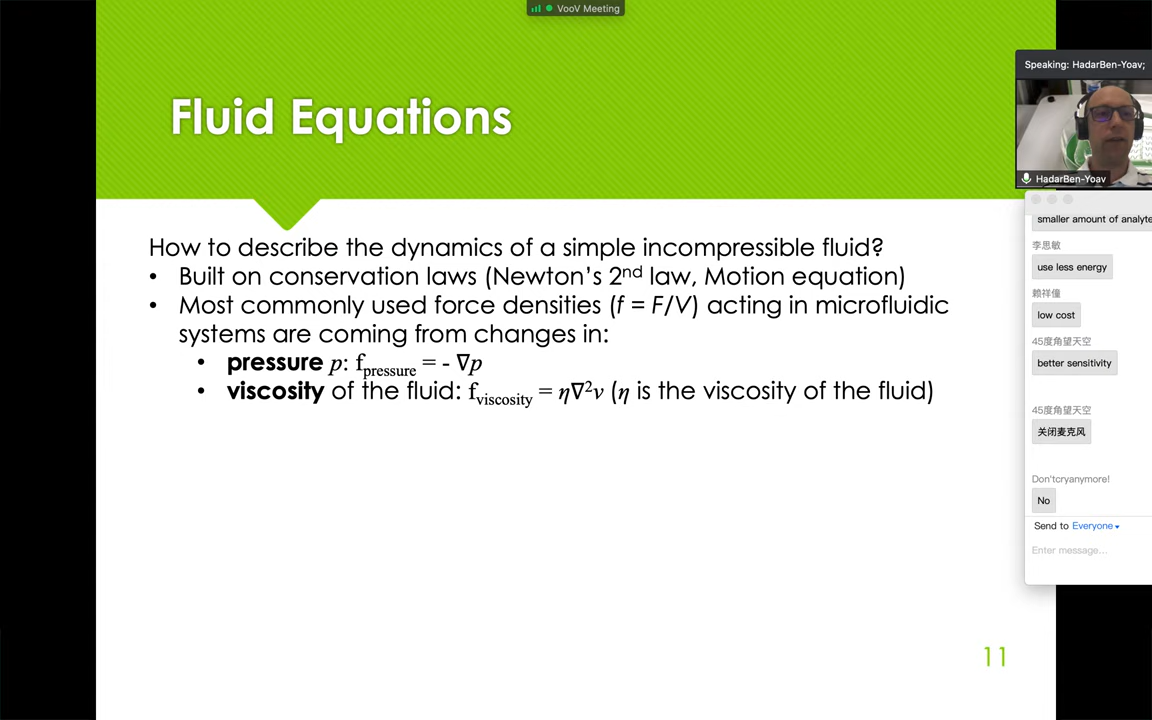 VooV Meeting
Fluid Equations
How to describe the dynamics of a simple incompressible fluid?
• Built on conservation laws (Newton's 2nd law, Motion equation)
• Most commonly used force densities (f = F/V) acting in microfluidic
systems are coming from changes in:
• pressure p: fpressure = - ∇p
• viscosity of the fluid: fviscosity = η∇²v (η is the viscosity of the fluid)
11
Speaking: HadarBen-Yoav;
HadarBen-Yoav
smaller amount of analyte
李思敏
use less energy
赖祥僮
low cost
45度角望天空
better sensitivity
45度角望天空
关闭麦克风
Don'tcryanymore!
No
Send to Everyone
Enter message...